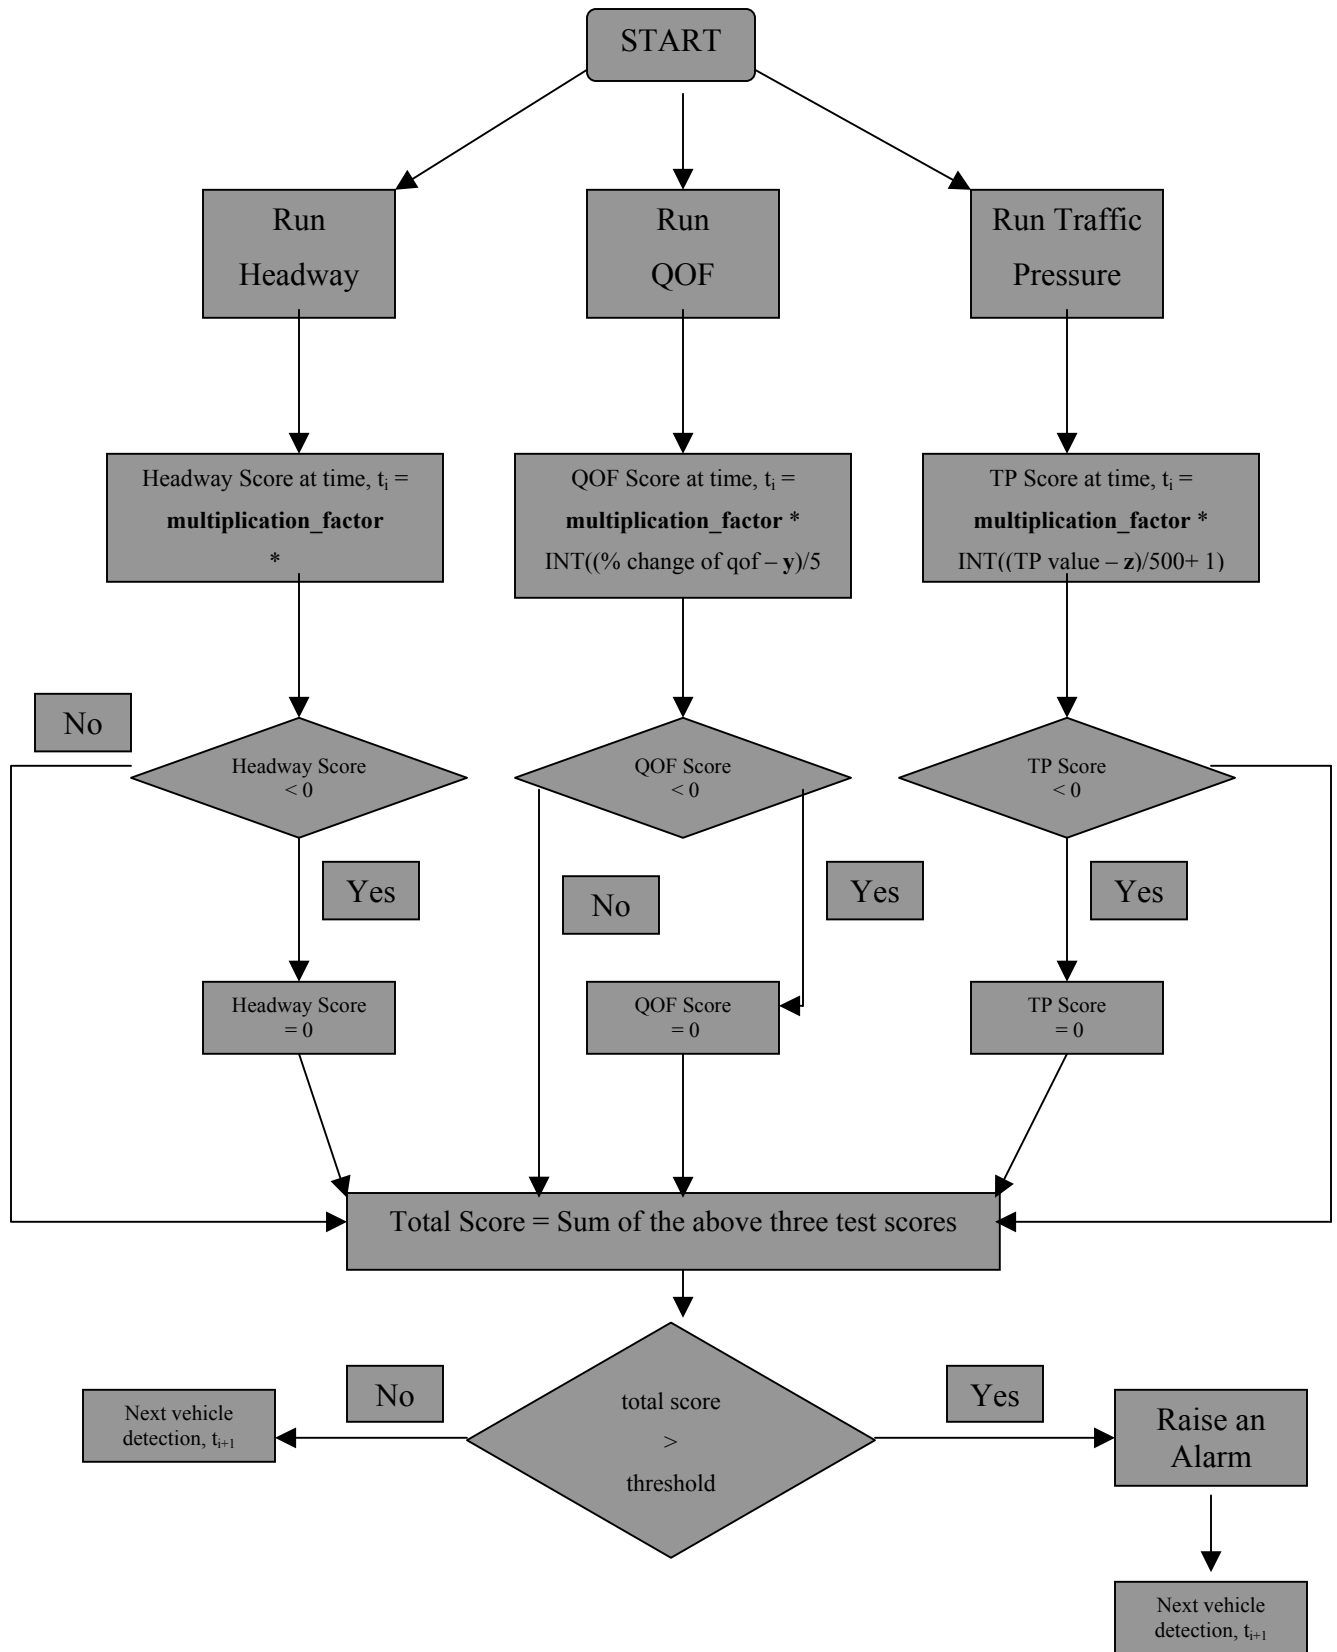 START
Run
Headway
Run
QOF
Run Traffic
Pressure
Headway Score at time, tᵢ =
multiplication_factor
*
QOF Score at time, tᵢ =
multiplication_factor *
INT((% change of qof – y)/5
TP Score at time, tᵢ =
multiplication_factor *
INT((TP value – z)/500+ 1)
No
Headway Score
< 0
QOF Score
< 0
TP Score
< 0
Yes
No
Yes
Yes
Headway Score
= 0
QOF Score
= 0
TP Score
= 0
Total Score = Sum of the above three test scores
No
Yes
Next vehicle
detection, tᵢ₊₁
total score
>
threshold
Raise an
Alarm
Next vehicle
detection, tᵢ₊₁